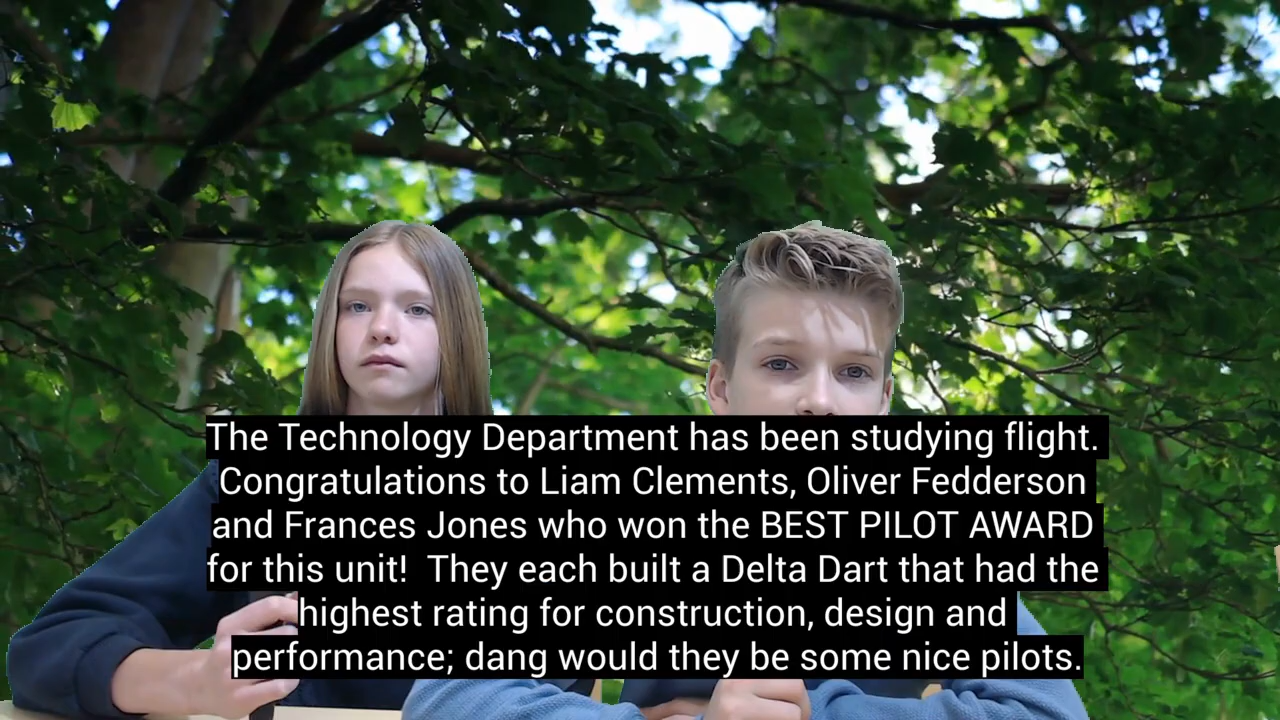 The Technology Department has been studying flight.
Congratulations to Liam Clements, Oliver Fedderson
and Frances Jones who won the BEST PILOT AWARD
for this unit!  They each built a Delta Dart that had the
highest rating for construction, design and
performance; dang would they be some nice pilots.